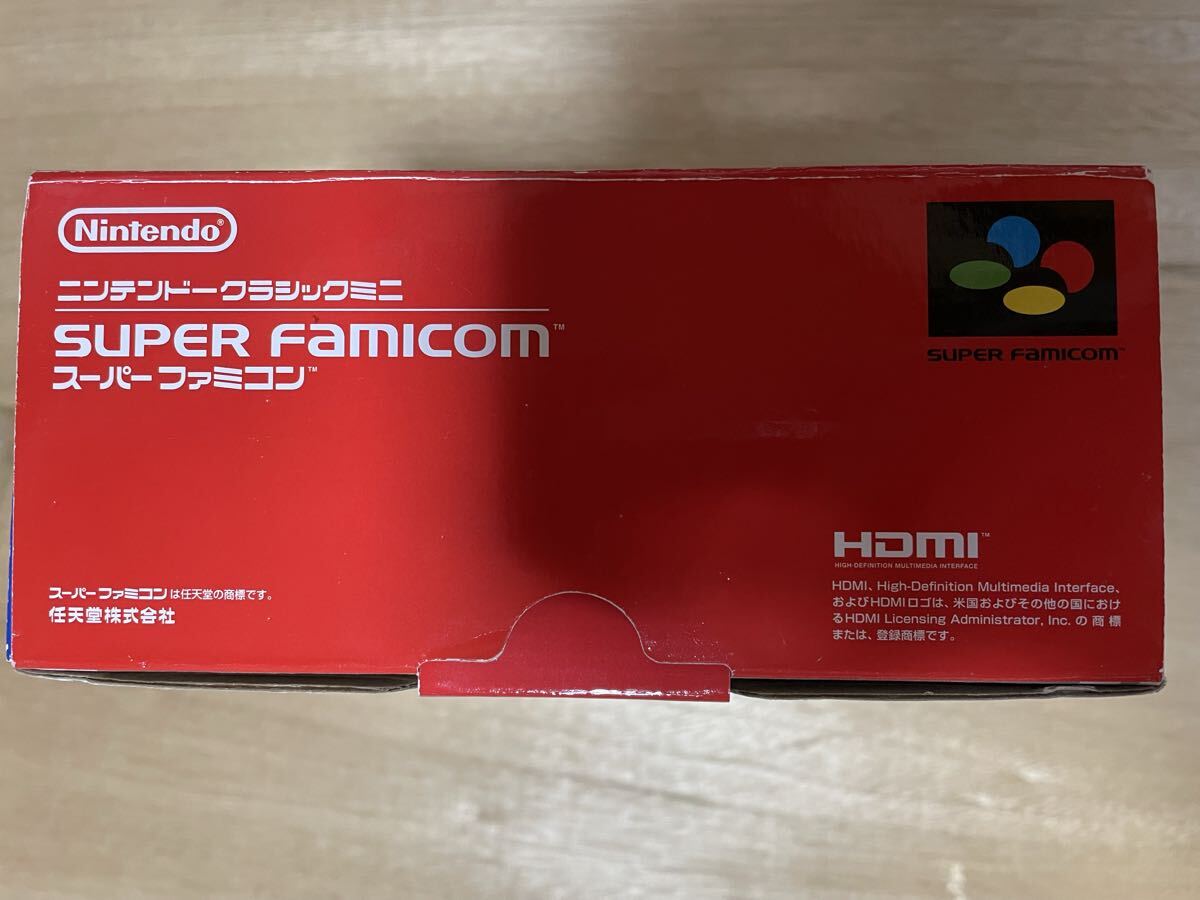 Nintendo®
ニンテンドークラシックミニ
SUPER FAMICOM™
スーパーファミコン™
SUPER FAMICOM™
スーパーファミコンは任天堂の商標です。
任天堂株式会社
HDMI™
HIGH-DEFINITION MULTIMEDIA INTERFACE
HDMI、High-Definition Multimedia Interface、
およびHDMIロゴは、米国およびその他の国におけ
るHDMI Licensing Administrator, Inc. の商標
または、登録商標です。